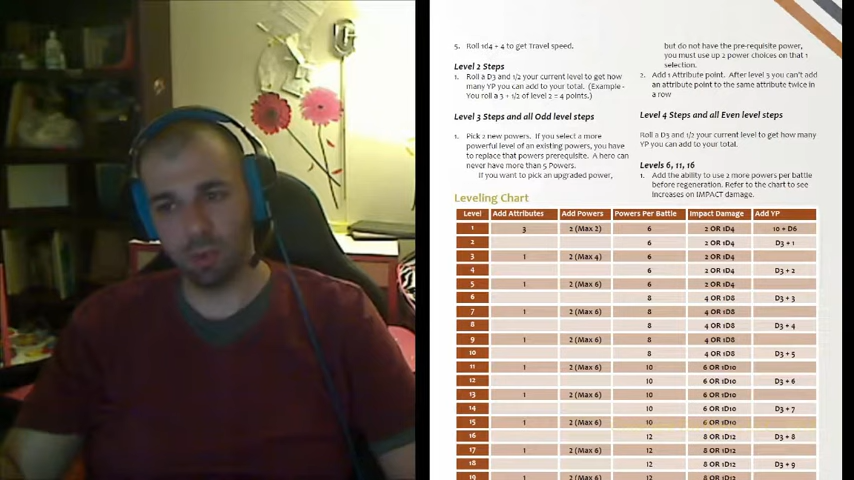 5. Roll 1d4 + 4 to get Travel speed.
Level 2 Steps
1. Roll a D3 and 1/2 your current level to get how
many YP you can add to your total. (Example -
You roll a 3 + 1/2 of level 2 = 4 points.)
Level 3 Steps and all Odd level steps
1. Pick 2 new powers. If you select a more
powerful level of an existing powers, you have
to replace that powers prerequisite. A hero can
never have more than 5 Powers.
If you want to pick an upgraded power,
but do not have the pre-requisite power,
you must use up 2 power choices on that 1
selection.
2. Add 1 Attribute point. After level 3 you can't add
an attribute point to the same attribute twice in
a row
Level 4 Steps and all Even level steps
Roll a D3 and 1/2 your current level to get how many
YP you can add to your total.
Levels 6, 11, 16
1. Add the ability to use 2 more powers per battle
before regeneration. Refer to the chart to see
increases on IMPACT damage.
Leveling Chart
Level Add Attributes Add Powers Powers Per Battle Impact Damage Add YP
1 3 2 (Max 2) 6 2 OR 1D4 10 + D6
2 6 2 OR 1D4 D3 + 1
3 1 2 (Max 4) 6 2 OR 1D4
4 6 2 OR 1D4 D3 + 2
5 1 2 (Max 6) 6 2 OR 1D4
6 8 4 OR 1D8 D3 + 3
7 1 2 (Max 6) 8 4 OR 1D8
8 8 4 OR 1D8 D3 + 4
9 1 2 (Max 6) 8 4 OR 1D8
10 8 4 OR 1D8 D3 + 5
11 1 2 (Max 6) 10 6 OR 1D10
12 10 6 OR 1D10 D3 + 6
13 1 2 (Max 6) 10 6 OR 1D10
14 10 6 OR 1D10 D3 + 7
15 1 2 (Max 6) 10 6 OR 1D10
16 12 8 OR 1D12 D3 + 8
17 1 2 (Max 6) 12 8 OR 1D12
18 12 8 OR 1D12 D3 + 9
19 1 2 (Max 6) 12 8 OR 1D12